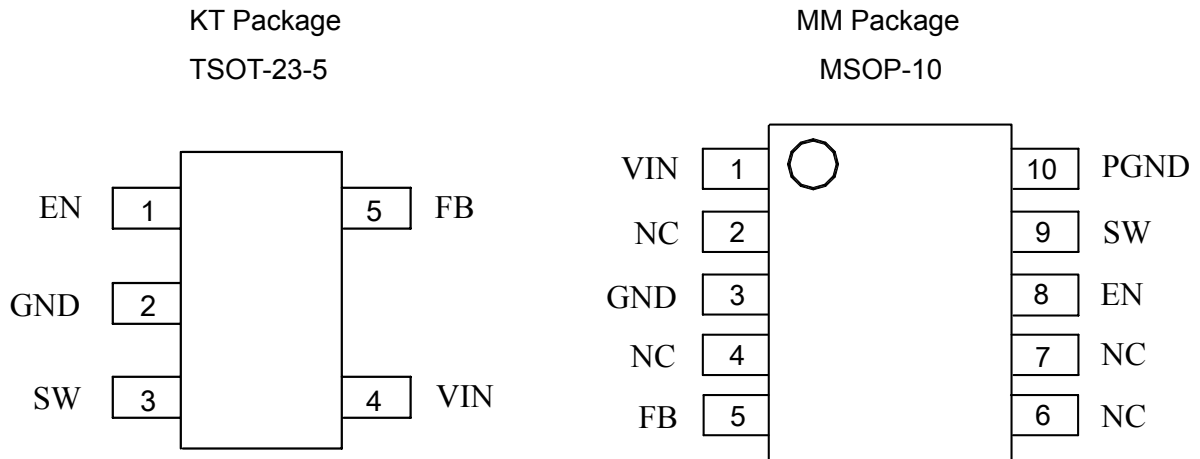 KT Package
TSOT-23-5
EN 1 5 FB
GND 2
SW 3 4 VIN
MM Package
MSOP-10
VIN 1 10 PGND
NC 2 9 SW
GND 3 8 EN
NC 4 7 NC
FB 5 6 NC